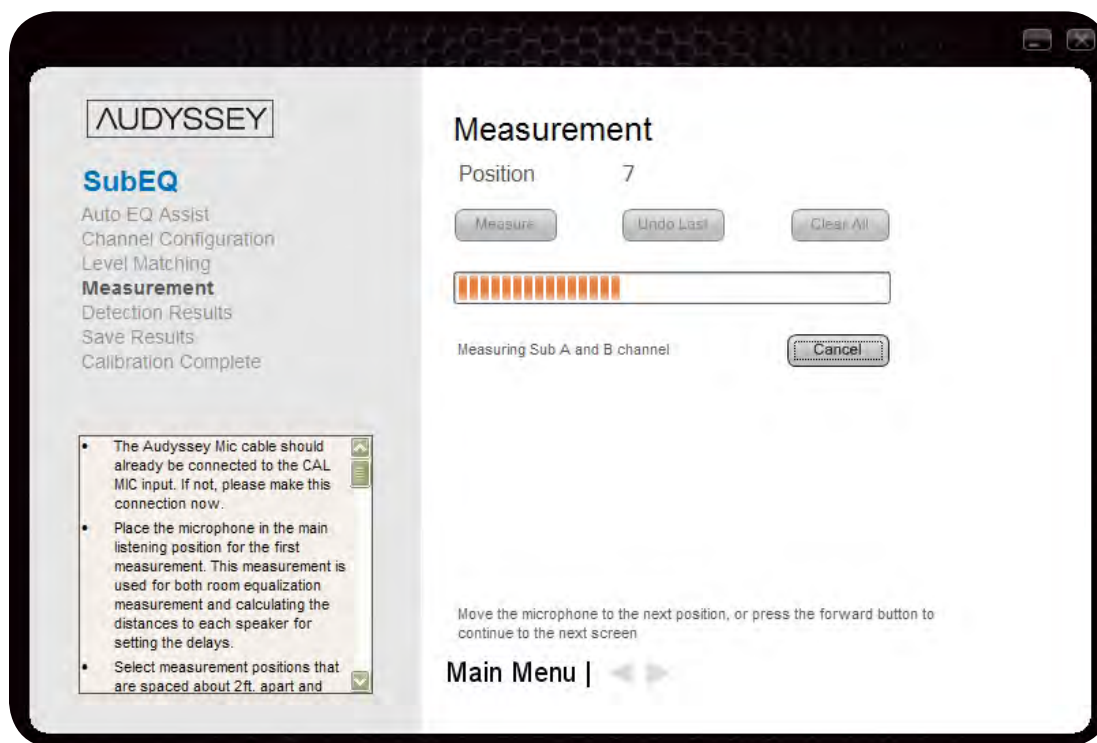 AUDYSSEY
SubEQ
Auto EQ Assist
Channel Configuration
Level Matching
Measurement
Detection Results
Save Results
Calibration Complete
• The Audyssey Mic cable should
already be connected to the CAL
MIC input. If not, please make this
connection now.
• Place the microphone in the main
listening position for the first
measurement. This measurement is
used for both room equalization
measurement and calculating the
distances to each speaker for
setting the delays.
• Select measurement positions that
are spaced about 2ft. apart and
Measurement
Position 7
Measure Undo Last Clear All
Measuring Sub A and B channel Cancel
Move the microphone to the next position, or press the forward button to
continue to the next screen
Main Menu |